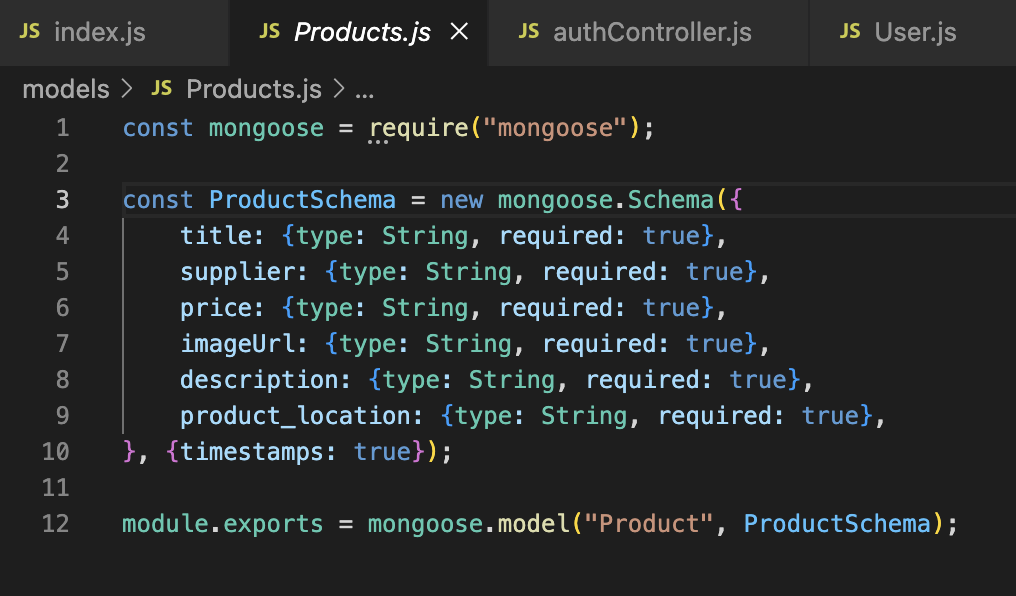 JS index.js JS Products.js JS authController.js JS User.js
models > JS Products.js > ...
1 const mongoose = require("mongoose");
2
3 const ProductSchema = new mongoose.Schema({
4     title: {type: String, required: true},
5     supplier: {type: String, required: true},
6     price: {type: String, required: true},
7     imageUrl: {type: String, required: true},
8     description: {type: String, required: true},
9     product_location: {type: String, required: true},
10 }, {timestamps: true});
11
12 module.exports = mongoose.model("Product", ProductSchema);